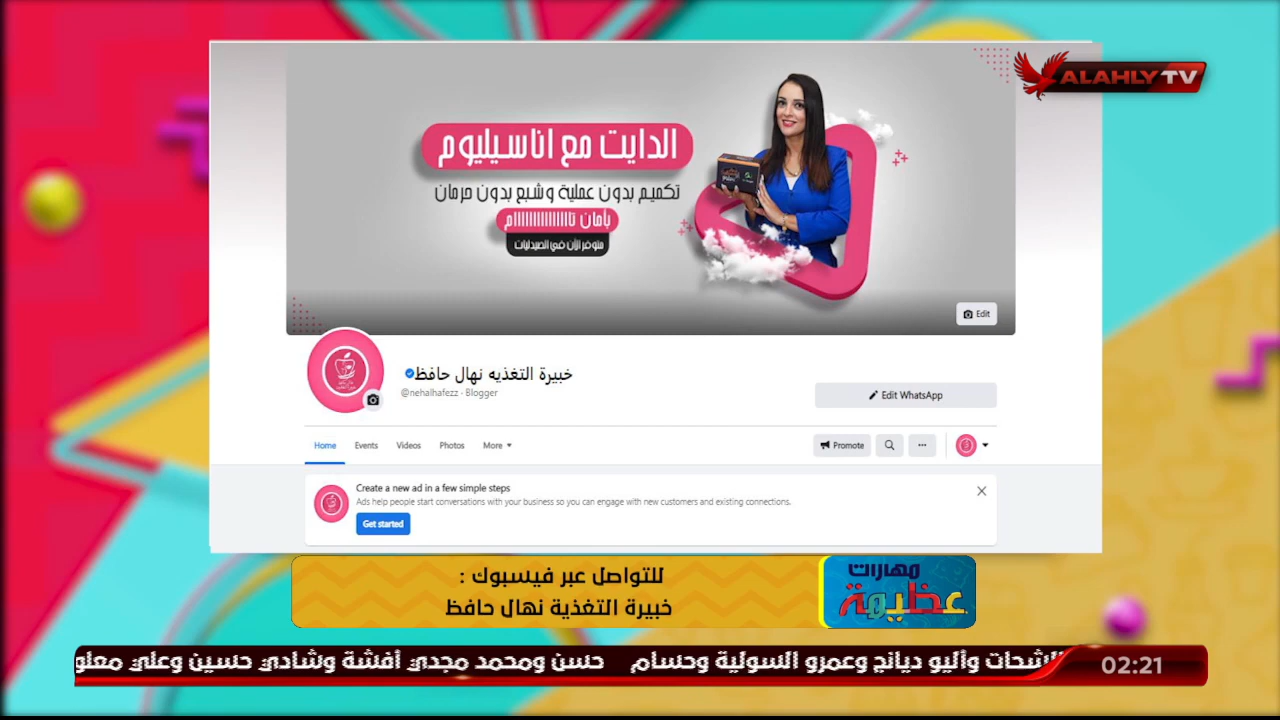 ALAHLY TV
الدايت مع اناسيليوم
تكميم بدون عملية وشبع بدون حرمان
بأمان تااااااااااااااام
متوفر الآن في الصيدليات
Edit
خبيرة التغذيه نهال حافظ
@nehalhafezz · Blogger
Edit WhatsApp
Home Events Videos Photos More
Promote
Create a new ad in a few simple steps
Ads help people start conversations with your business so you can engage with new customers and existing connections.
Get started
مهارات
عظيمة
للتواصل عبر فيسبوك :
خبيرة التغذية نهال حافظ
الشحات وأليو ديانج وعمرو السولية وحسام حسن ومحمد مجدي أفشة وشادي حسين وعلي معلو
02:21